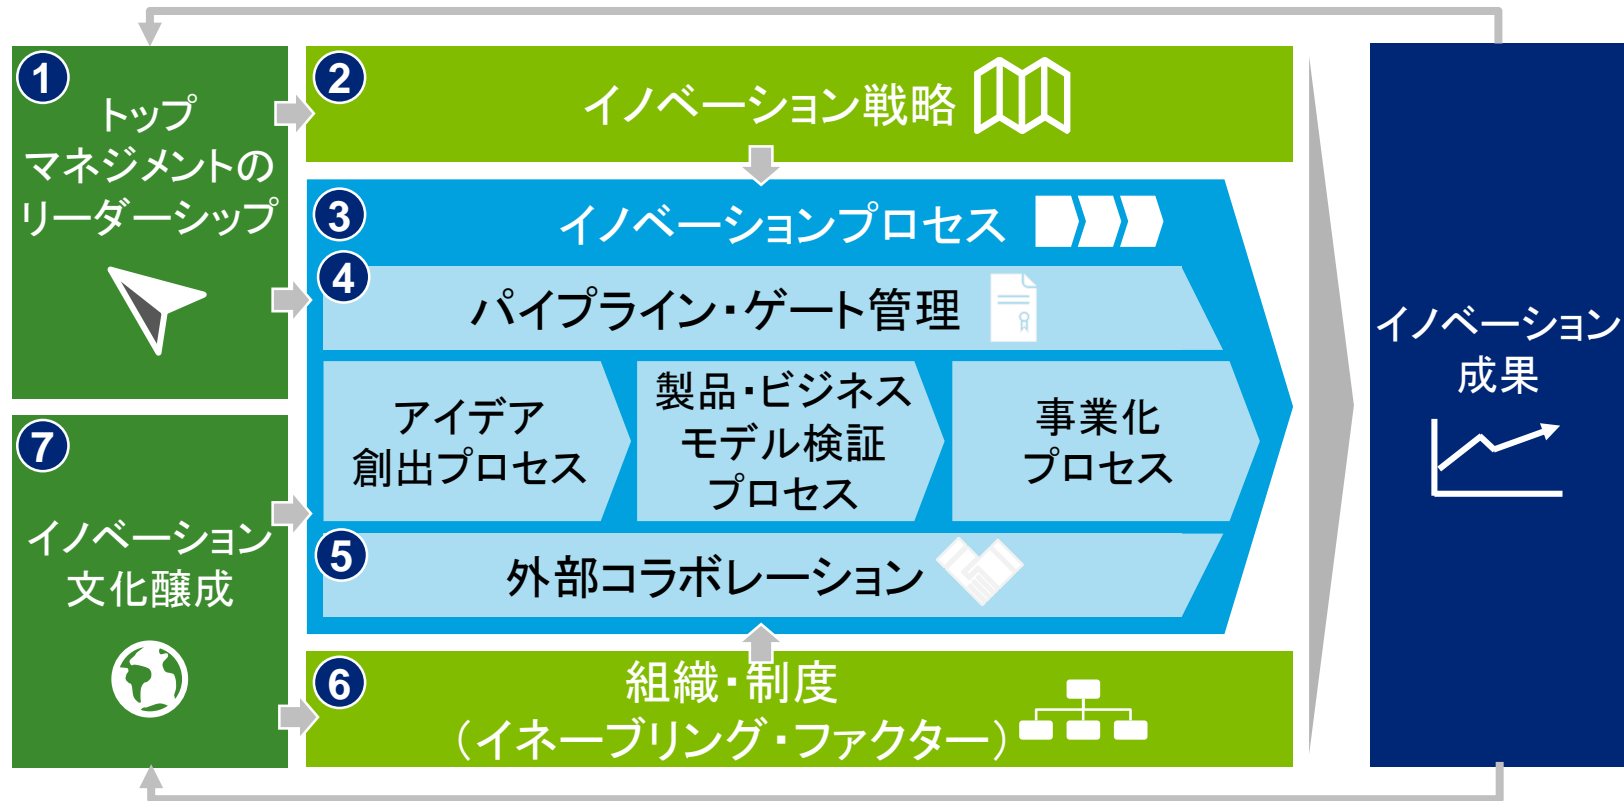 1
トップ
マネジメントの
リーダーシップ
2
イノベーション戦略
3
イノベーションプロセス
4
パイプライン・ゲート管理
アイデア
創出プロセス
製品・ビジネス
モデル検証
プロセス
事業化
プロセス
5
外部コラボレーション
6
組織・制度
（イネーブリング・ファクター）
7
イノベーション
文化醸成
イノベーション
成果